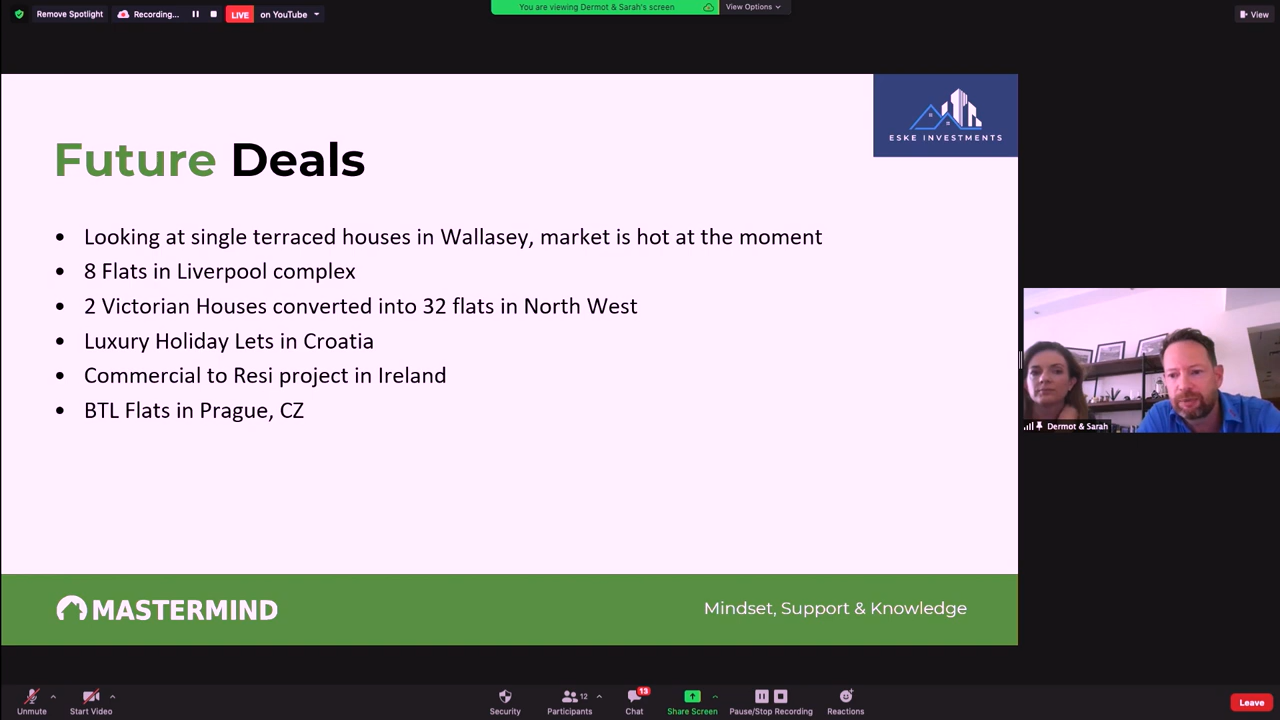 Remove Spotlight
Recording...
LIVE on YouTube
You are viewing Dermot & Sarah's screen
View Options
View
ESKE INVESTMENTS
Future Deals
• Looking at single terraced houses in Wallasey, market is hot at the moment
• 8 Flats in Liverpool complex
• 2 Victorian Houses converted into 32 flats in North West
• Luxury Holiday Lets in Croatia
• Commercial to Resi project in Ireland
• BTL Flats in Prague, CZ
Dermot & Sarah
MASTERMIND
Mindset, Support & Knowledge
Unmute
Start Video
Security
12
Participants
13
Chat
Share Screen
Pause/Stop Recording
Reactions
Leave